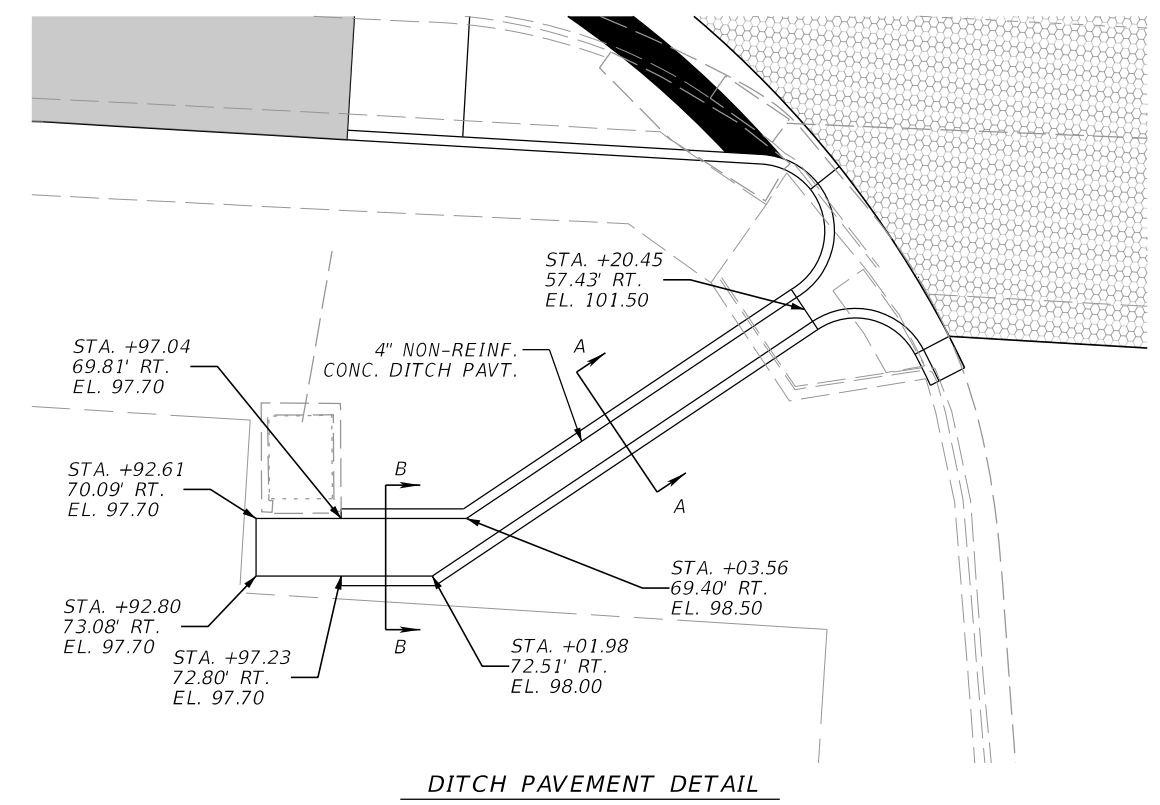 STA. +20.45
57.43' RT.
EL. 101.50
4" NON-REINF.
CONC. DITCH PAVT.
A
STA. +97.04
69.81' RT.
EL. 97.70
STA. +92.61
70.09' RT.
EL. 97.70
B
A
STA. +03.56
69.40' RT.
EL. 98.50
STA. +92.80
73.08' RT.
EL. 97.70
STA. +97.23
72.80' RT.
EL. 97.70
B
STA. +01.98
72.51' RT.
EL. 98.00
DITCH PAVEMENT DETAIL